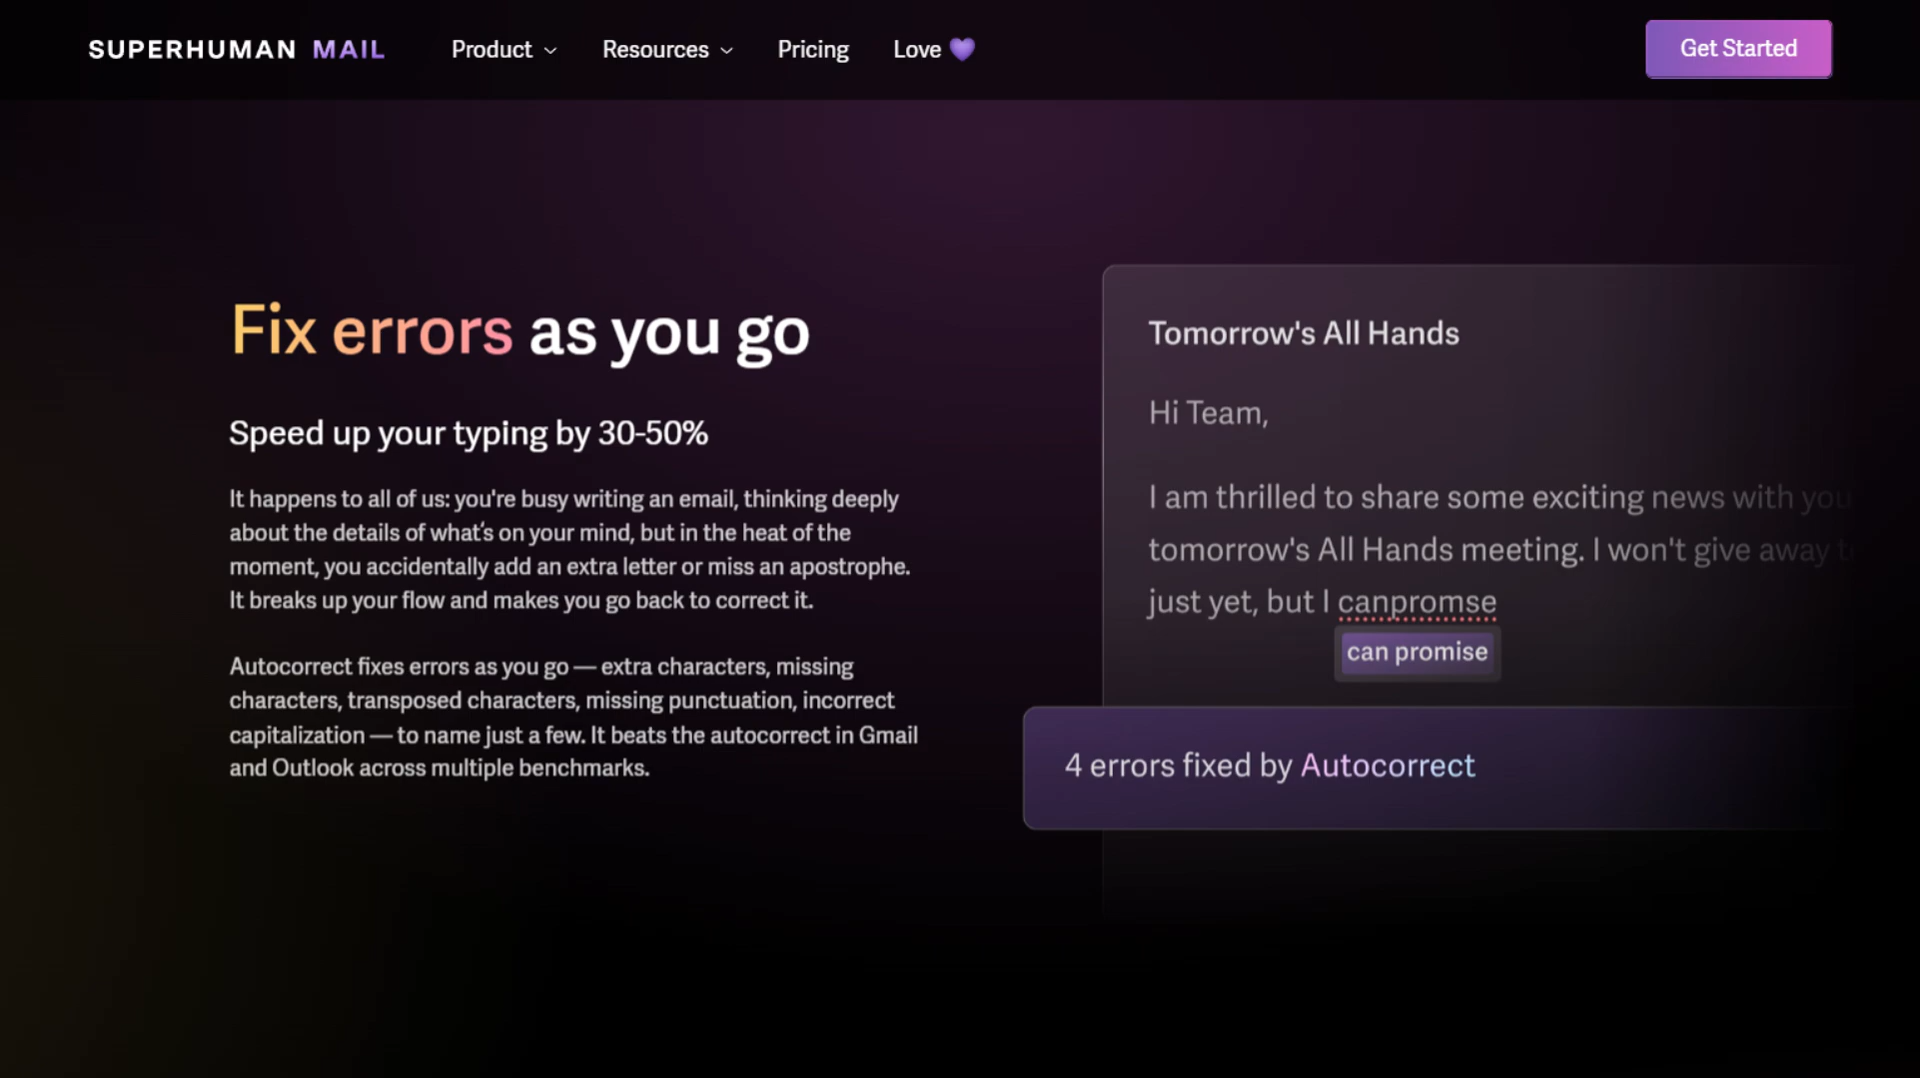 SUPERHUMAN MAIL
Product
Resources
Pricing
Love
Get Started
Fix errors as you go
Speed up your typing by 30-50%
It happens to all of us: you're busy writing an email, thinking deeply
about the details of what‘s on your mind, but in the heat of the
moment, you accidentally add an extra letter or miss an apostrophe.
It breaks up your flow and makes you go back to correct it.
Autocorrect fixes errors as you go — extra characters, missing
characters, transposed characters, missing punctuation, incorrect
capitalization — to name just a few. It beats the autocorrect in Gmail
and Outlook across multiple benchmarks.
Tomorrow's All Hands
Hi Team,
I am thrilled to share some exciting news with you
tomorrow's All Hands meeting. I won't give away
just yet, but I canpromse
can promise
4 errors fixed by Autocorrect